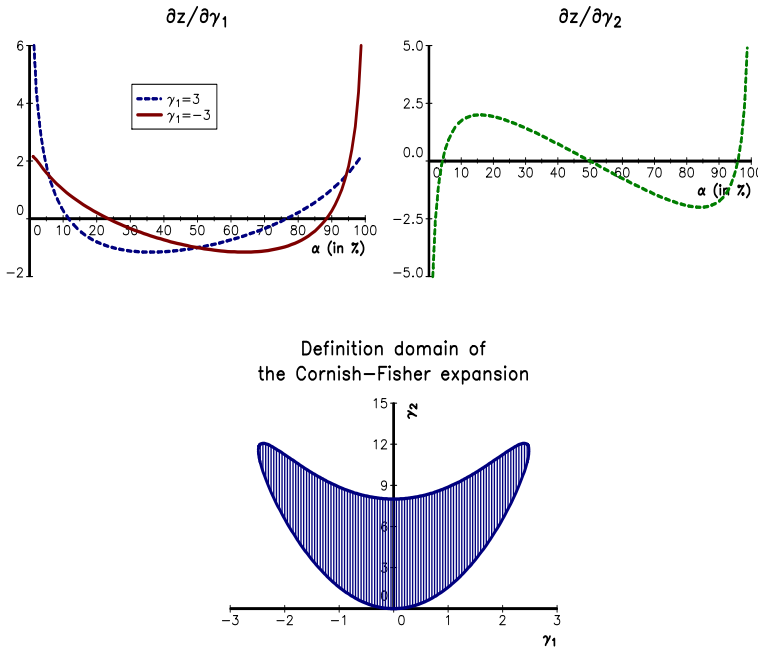 ∂z/∂γ₁
6
4
2
0
−2
γ₁=3
γ₁=−3
0 10 20 30 40 50 60 70 80 90 100
α (in %)
∂z/∂γ₂
5.0
2.5
0.0
−2.5
−5.0
0 10 20 30 40 50 60 70 80 90 100
α (in %)
Definition domain of
the Cornish−Fisher expansion
15
12
9
6
3
0
γ₂
−3 −2 −1 0 1 2 3
γ₁